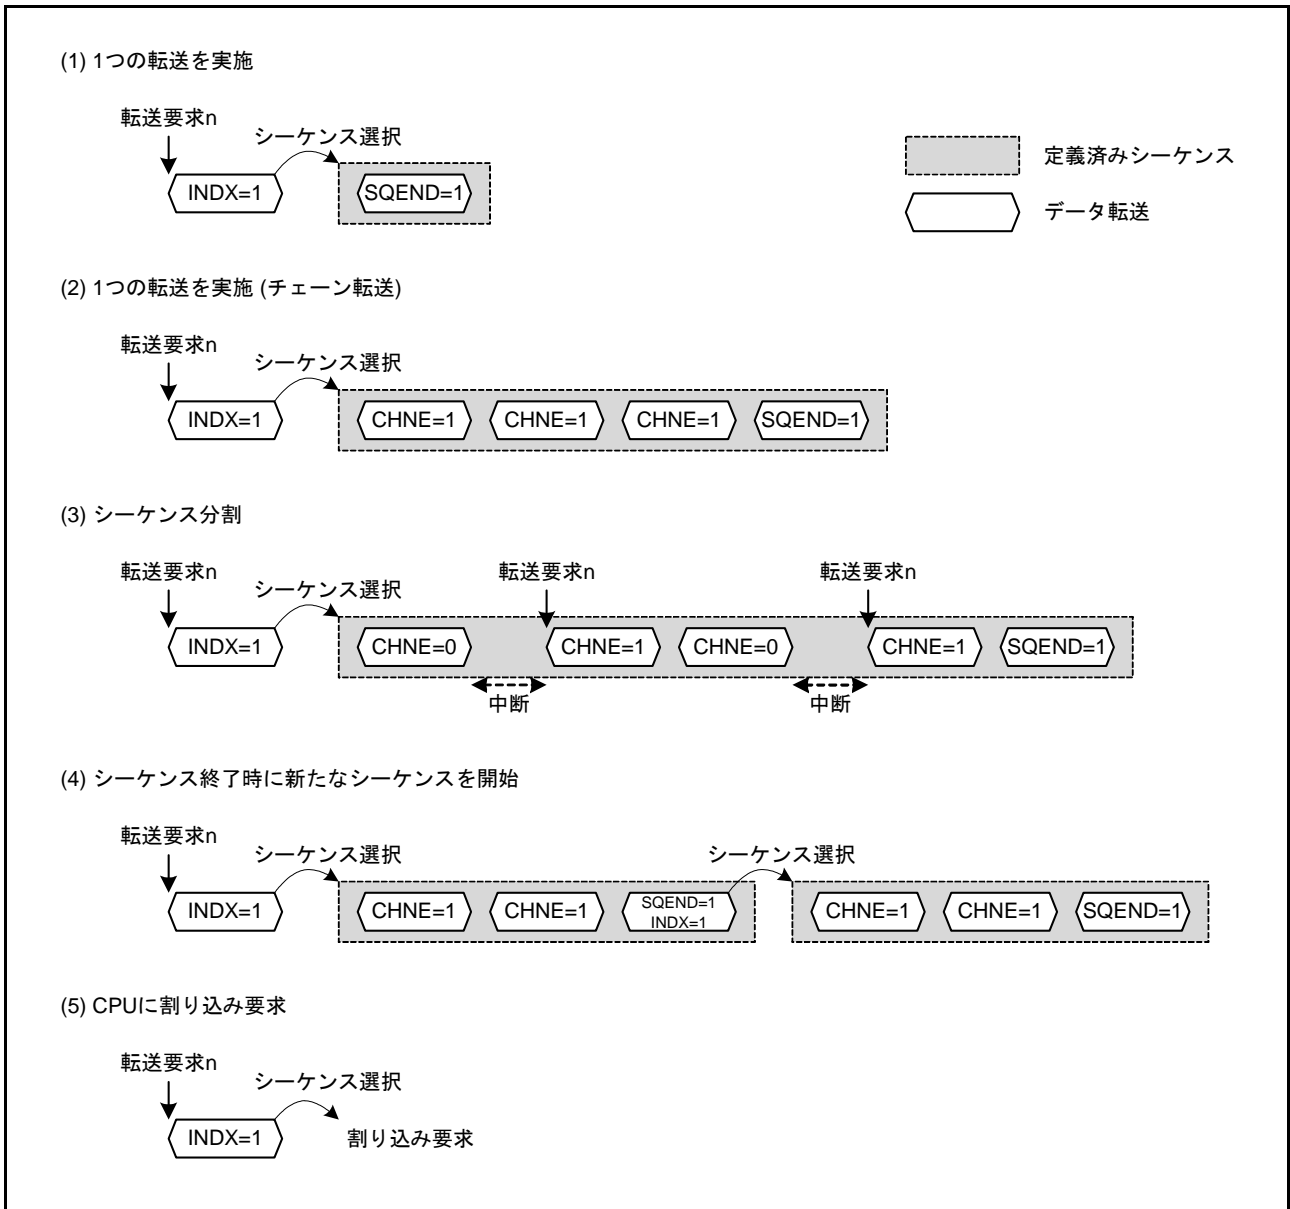 (1) 1つの転送を実施
転送要求n
シーケンス選択
INDX=1
SQEND=1
定義済みシーケンス
データ転送
(2) 1つの転送を実施 (チェーン転送)
転送要求n
シーケンス選択
INDX=1
CHNE=1
CHNE=1
CHNE=1
SQEND=1
(3) シーケンス分割
転送要求n
シーケンス選択
転送要求n
転送要求n
INDX=1
CHNE=0
CHNE=1
CHNE=0
CHNE=1
SQEND=1
中断
中断
(4) シーケンス終了時に新たなシーケンスを開始
転送要求n
シーケンス選択
シーケンス選択
INDX=1
CHNE=1
CHNE=1
SQEND=1
INDX=1
CHNE=1
CHNE=1
SQEND=1
(5) CPUに割り込み要求
転送要求n
シーケンス選択
INDX=1
割り込み要求